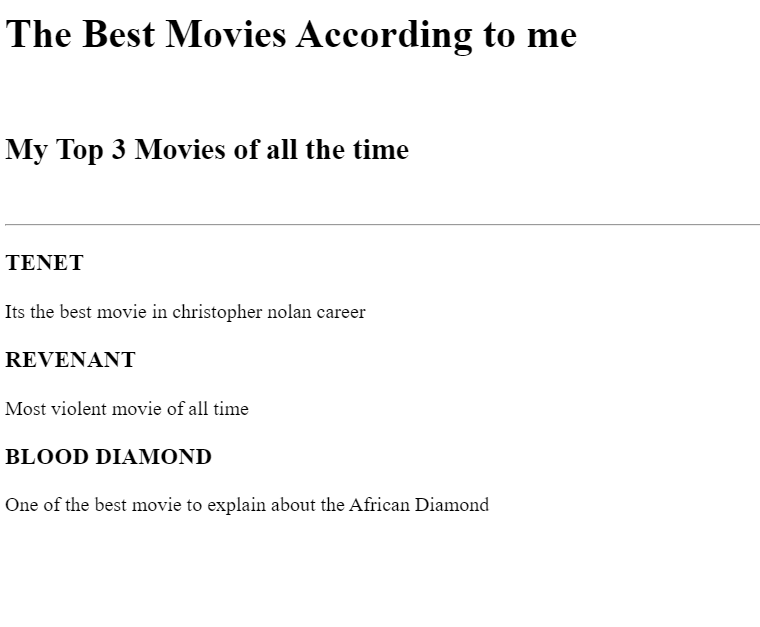 The Best Movies According to me
My Top 3 Movies of all the time
TENET
Its the best movie in christopher nolan career
REVENANT
Most violent movie of all time
BLOOD DIAMOND
One of the best movie to explain about the African Diamond